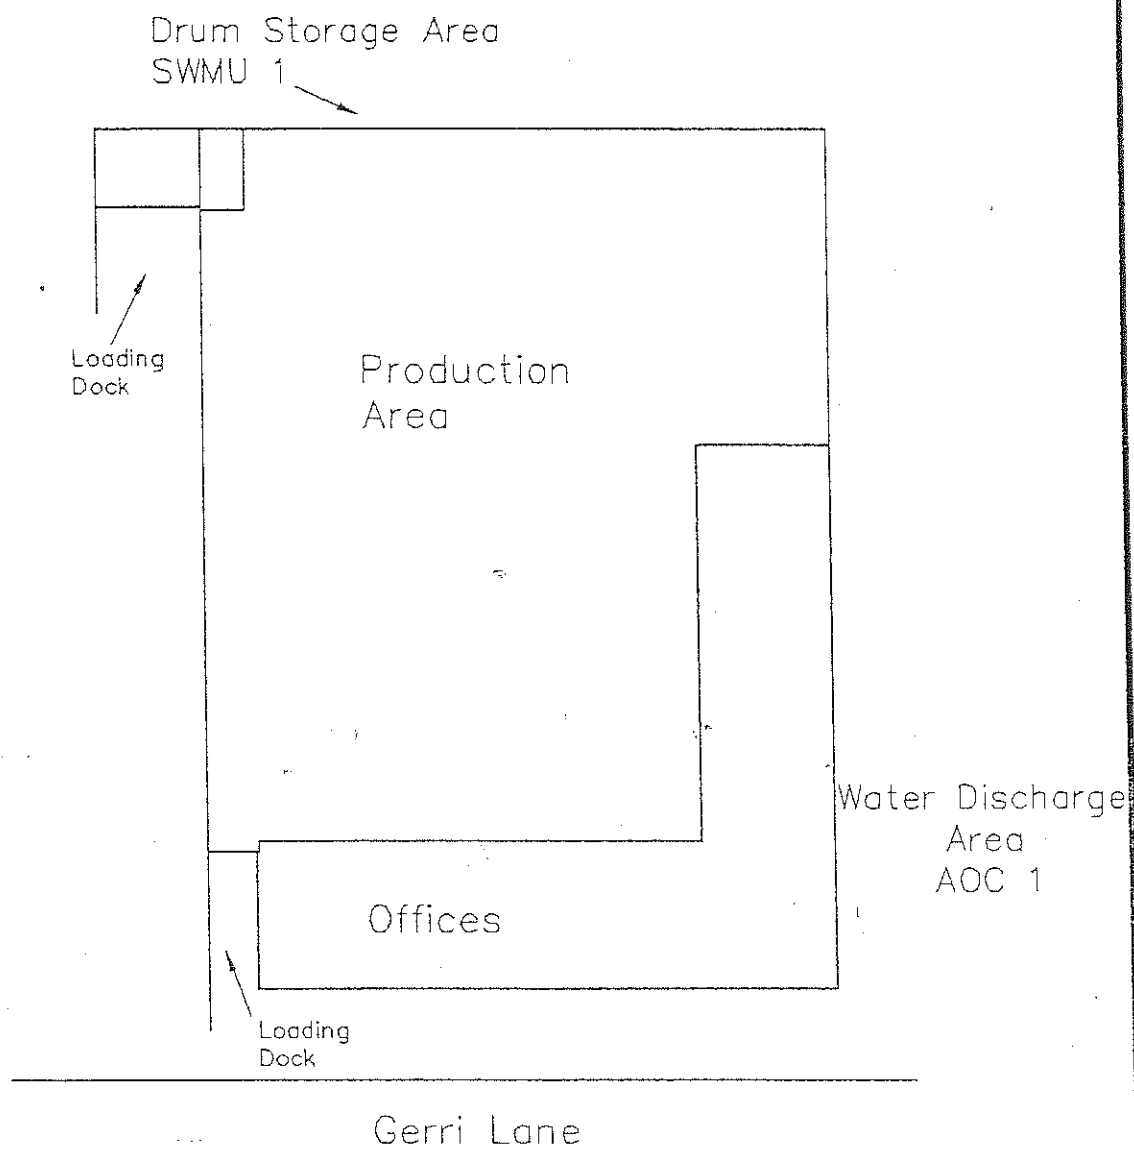 Drum Storage Area
SWMU 1
Loading
Dock
Production
Area
Water Discharge
Area
AOC 1
Offices
Loading
Dock
Gerri Lane